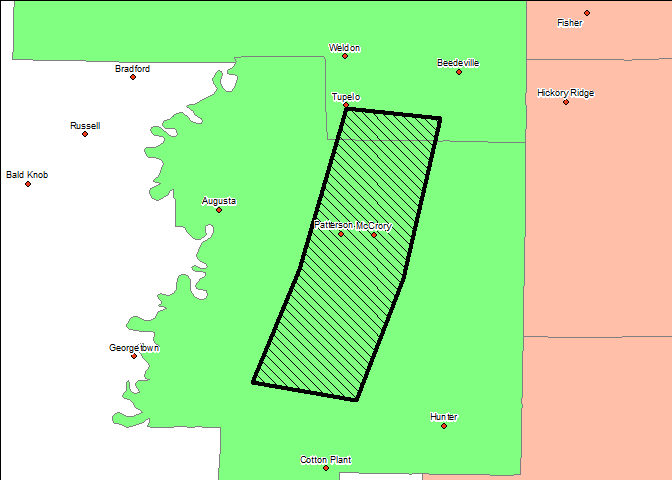 Fisher
Weldon
Beedeville
Bradford
Hickory Ridge
Tupelo
Russell
Bald Knob
Augusta
Patterson
McCrory
Georgetown
Hunter
Cotton Plant